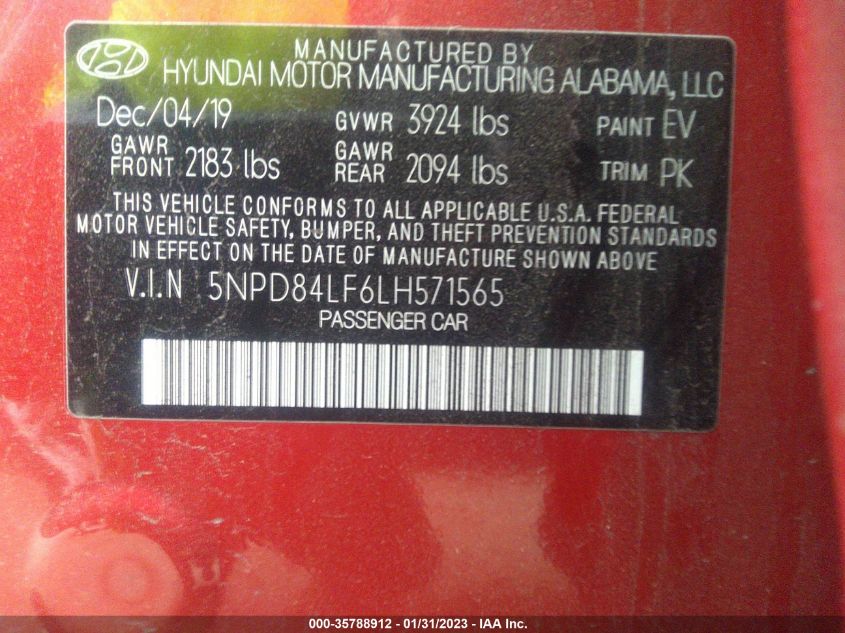 MANUFACTURED BY
HYUNDAI MOTOR MANUFACTURING ALABAMA, LLC
Dec/04/19 GVWR 3924 lbs PAINT EV
GAWR FRONT 2183 lbs GAWR REAR 2094 lbs TRIM PK
THIS VEHICLE CONFORMS TO ALL APPLICABLE U.S.A. FEDERAL
MOTOR VEHICLE SAFETY, BUMPER, AND THEFT PREVENTION STANDARDS
IN EFFECT ON THE DATE OF MANUFACTURE SHOWN ABOVE
V.I.N 5NPD84LF6LH571565
PASSENGER CAR
000-35788912 - 01/31/2023 - IAA Inc.